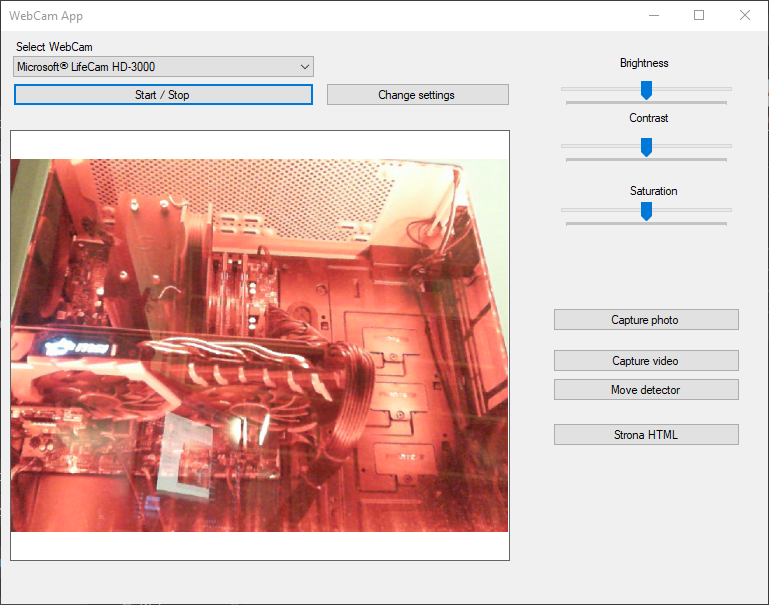 WebCam App
Select WebCam
Microsoft® LifeCam HD-3000
Start / Stop
Change settings
Brightness
Contrast
Saturation
Capture photo
Capture video
Move detector
Strona HTML